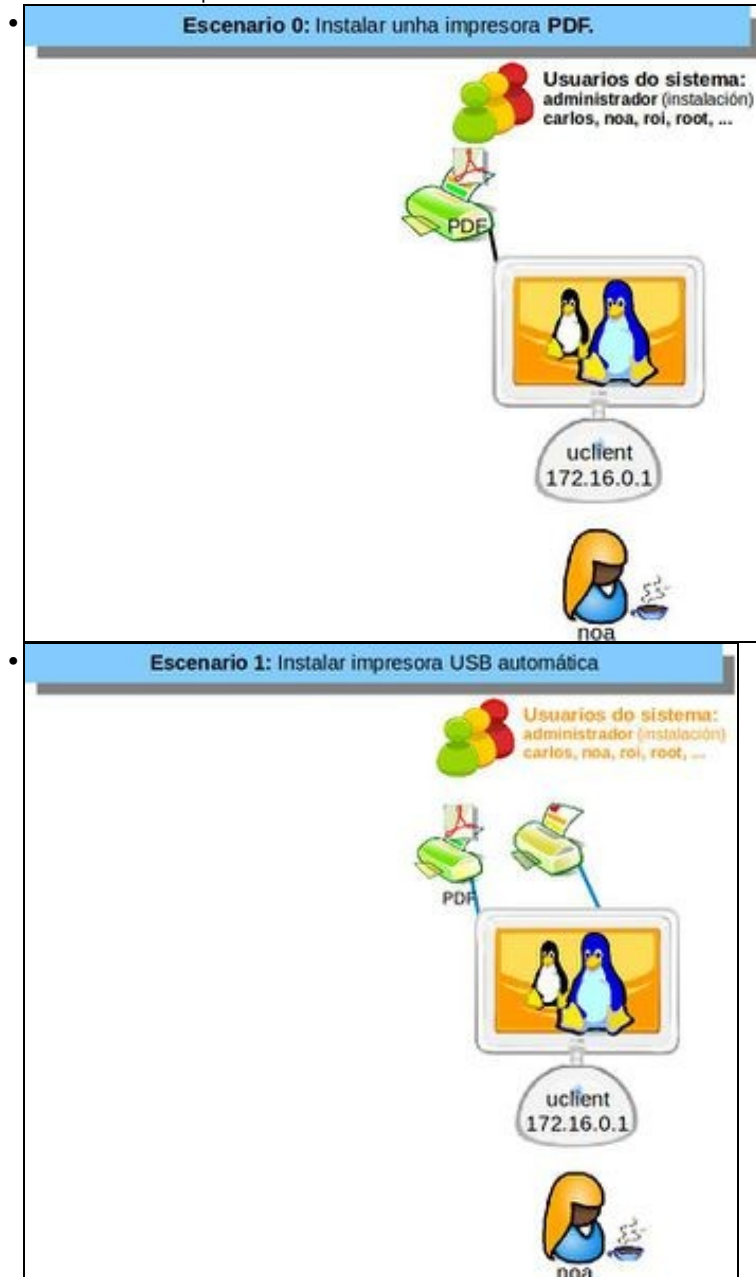 Escenario 0: Instalar unha impresora PDF.
Usuarios do sistema:
administrador (instalación)
carlos, noa, roi, root, ...
PDF
uclient
172.16.0.1
noa
Escenario 1: Instalar impresora USB automática
Usuarios do sistema:
administrador (instalación)
carlos, noa, roi, root, ...
PDF
uclient
172.16.0.1
noa